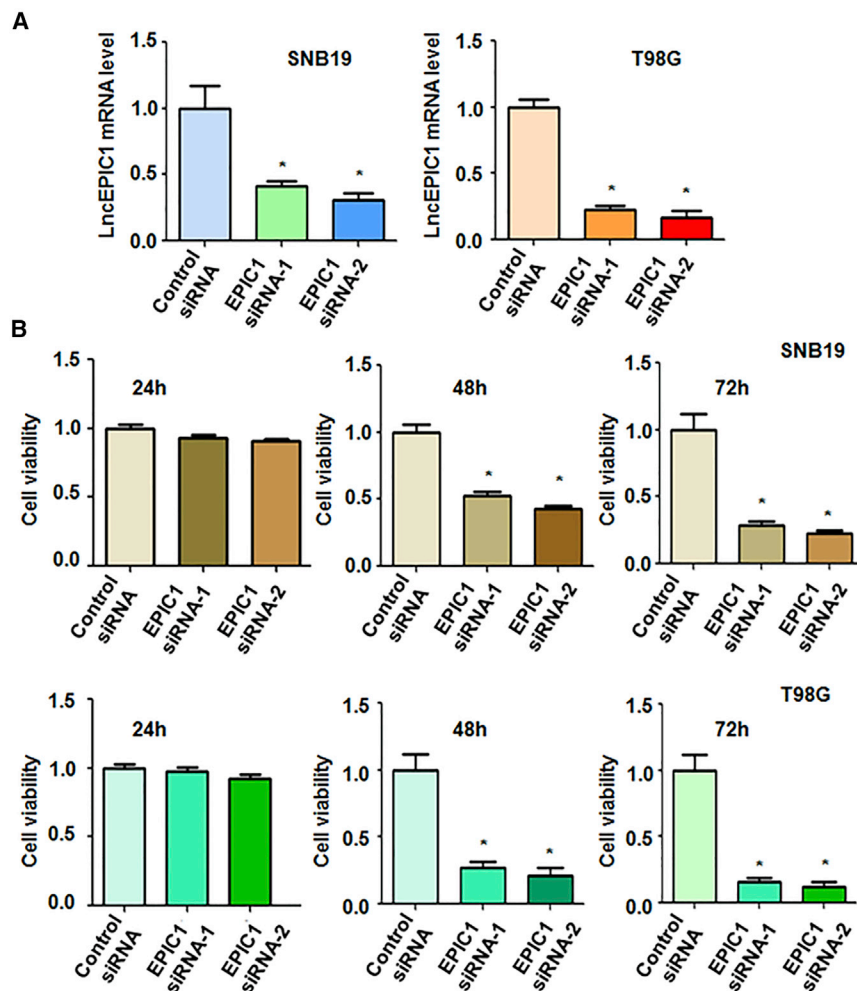 A
SNB19
LncEPIC1 mRNA level
1.5
1.0
0.5
0.0
Control
siRNA
EPIC1
siRNA-1
EPIC1
siRNA-2
T98G
LncEPIC1 mRNA level
1.5
1.0
0.5
0.0
Control
siRNA
EPIC1
siRNA-1
EPIC1
siRNA-2
* * * *
B
SNB19
24h
Cell viability
1.5
1.0
0.5
0.0
Control
siRNA
EPIC1
siRNA-1
EPIC1
siRNA-2
48h
Cell viability
1.5
1.0
0.5
0.0
* *
Control
siRNA
EPIC1
siRNA-1
EPIC1
siRNA-2
72h
Cell viability
1.5
1.0
0.5
0.0
* *
Control
siRNA
EPIC1
siRNA-1
EPIC1
siRNA-2
T98G
24h
Cell viability
1.5
1.0
0.5
0.0
Control
siRNA
EPIC1
siRNA-1
EPIC1
siRNA-2
48h
Cell viability
1.5
1.0
0.5
0.0
* *
Control
siRNA
EPIC1
siRNA-1
EPIC1
siRNA-2
72h
Cell viability
1.5
1.0
0.5
0.0
* *
Control
siRNA
EPIC1
siRNA-1
EPIC1
siRNA-2